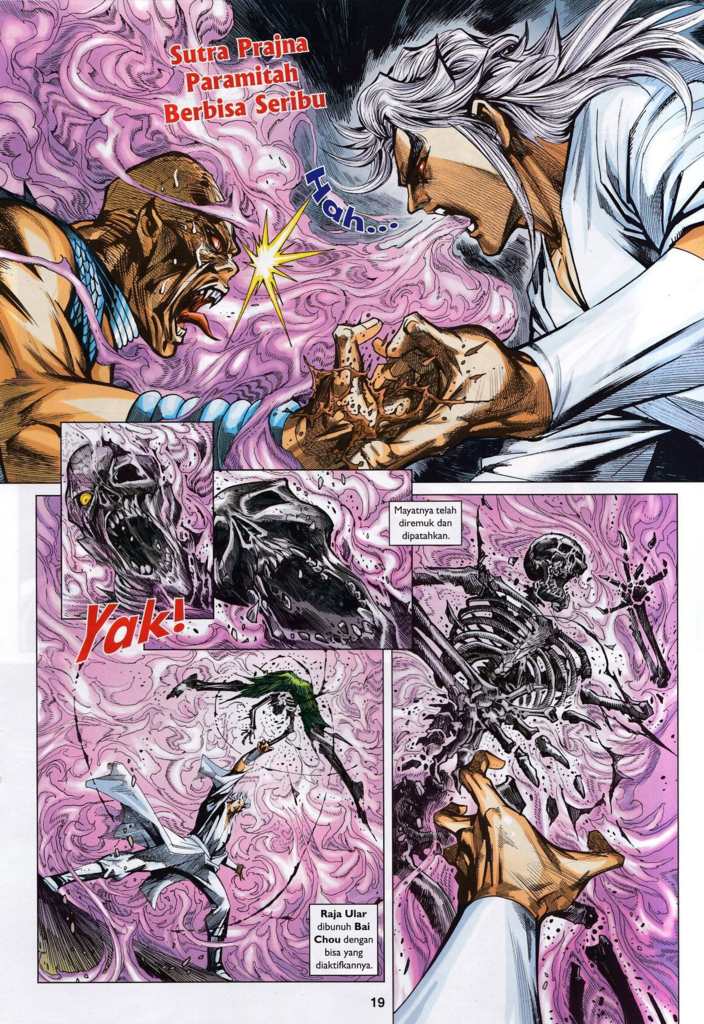 Sutra Prajna
Paramitah
Berbisa Seribu
Hah...
Mayatnya telah
diremuk dan
dipatahkan.
Yak!
Raja Ular
dibunuh Bai
Chou dengan
bisa yang
diaktifkannya.
19